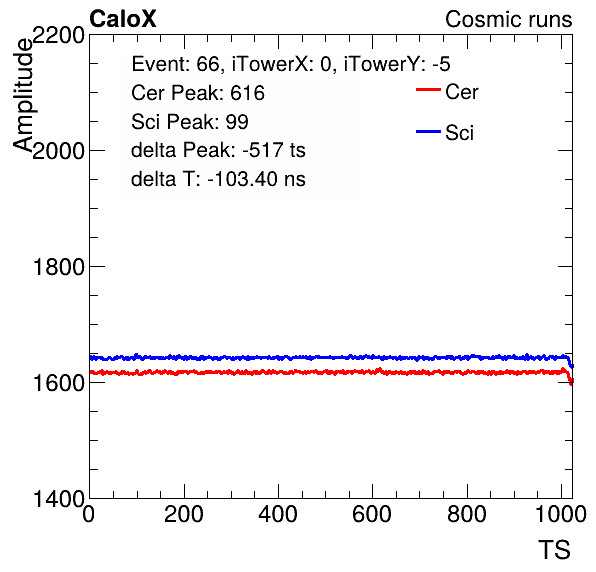 CaloX Cosmic runs
Event: 66, iTowerX: 0, iTowerY: -5
Cer Peak: 616
Sci Peak: 99
delta Peak: -517 ts
delta T: -103.40 ns
Cer
Sci
Amplitude
2200
2000
1800
1600
1400
0 200 400 600 800 1000
TS